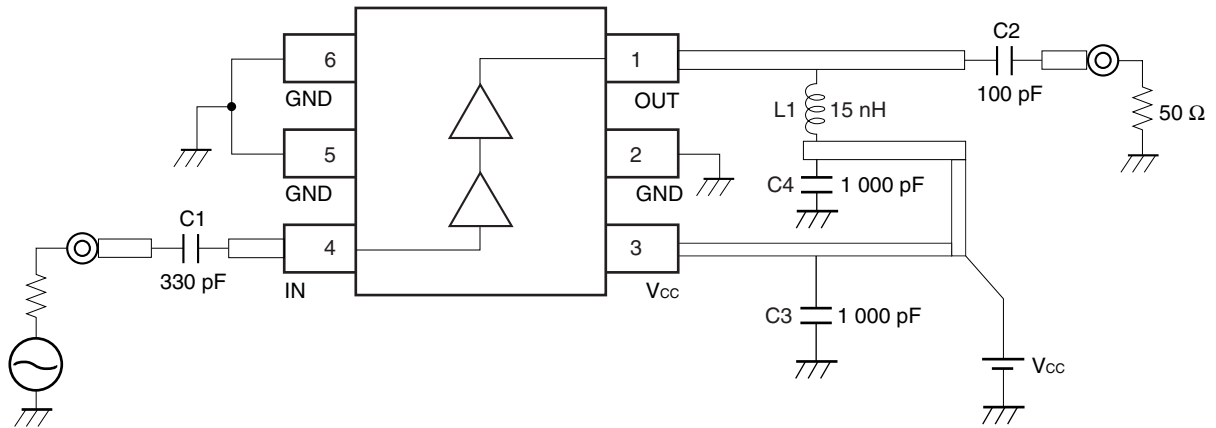 6
GND
5
GND
C1
330 pF
4
IN
1
OUT
2
GND
3
VCC
L1 15 nH
C4 1 000 pF
C3 1 000 pF
C2
100 pF
50 Ω
VCC